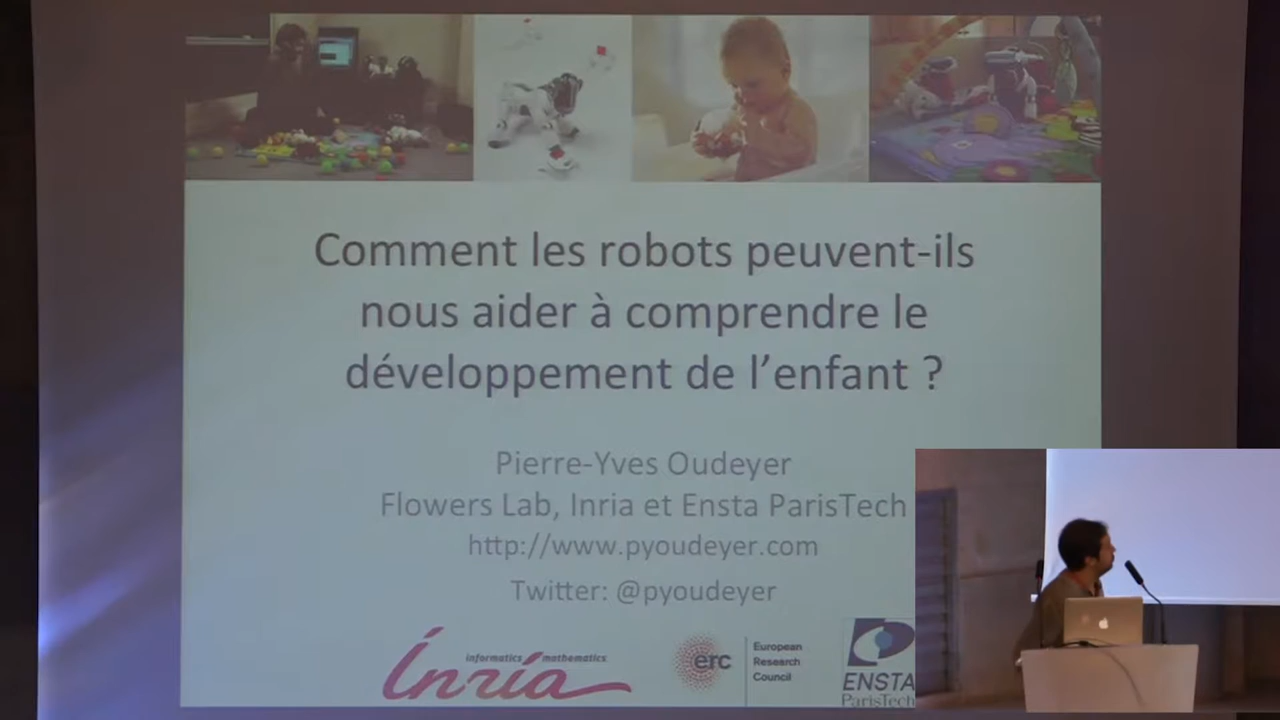 Comment les robots peuvent-ils
nous aider à comprendre le
développement de l'enfant ?
Pierre-Yves Oudeyer
Flowers Lab, Inria et Ensta ParisTech
http://www.pyoudeyer.com
Twitter: @pyoudeyer
informatics mathematics
Inria
erc
European
Research
Council
ENSTA
ParisTech